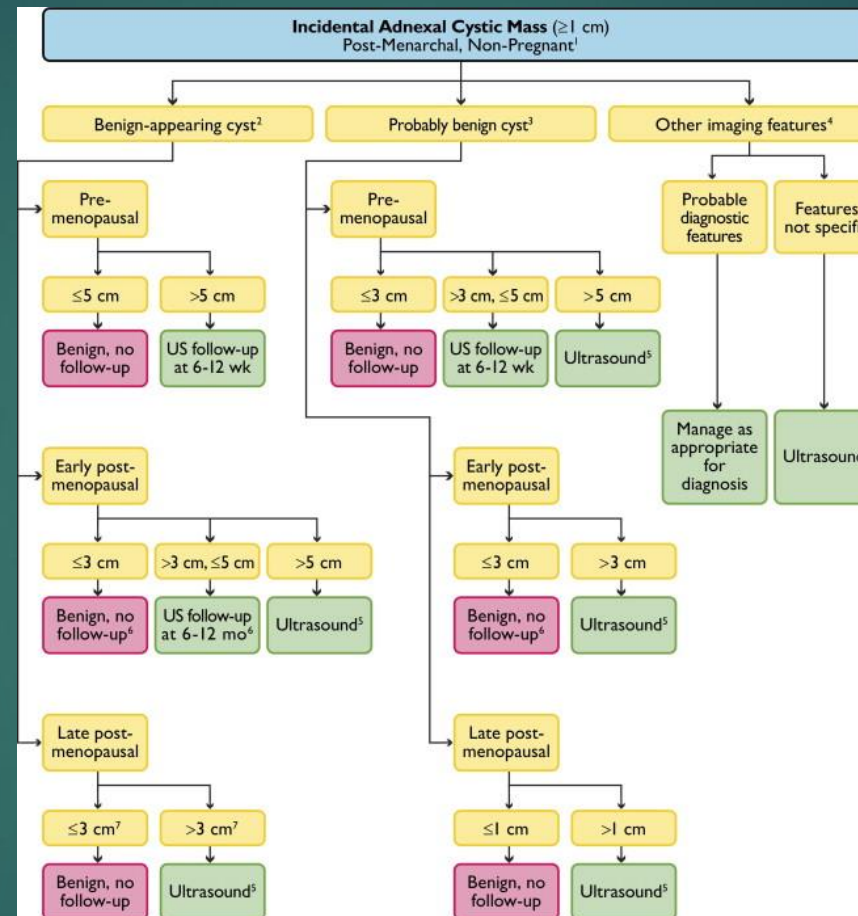 Incidental Adnexal Cystic Mass (≥1 cm)
Post-Menarchal, Non-Pregnant¹
Benign-appearing cyst²
Probably benign cyst³
Other imaging features⁴
Pre-
menopausal
≤5 cm
>5 cm
Benign, no
follow-up
US follow-up
at 6-12 wk
Early post-
menopausal
≤3 cm
>3 cm, ≤5 cm
>5 cm
Benign, no
follow-up⁶
US follow-up
at 6-12 mo⁶
Ultrasound⁵
Late post-
menopausal
≤3 cm⁷
>3 cm⁷
Benign, no
follow-up
Ultrasound⁵
Pre-
menopausal
≤3 cm
>3 cm, ≤5 cm
>5 cm
Benign, no
follow-up
US follow-up
at 6-12 wk
Ultrasound⁵
Early post-
menopausal
≤3 cm
>3 cm
Benign, no
follow-up⁶
Ultrasound⁵
Late post-
menopausal
≤1 cm
>1 cm
Benign, no
follow-up
Ultrasound⁵
Probable
diagnostic
features
Manage as
appropriate
for
diagnosis
Features
not specifi
Ultrasound